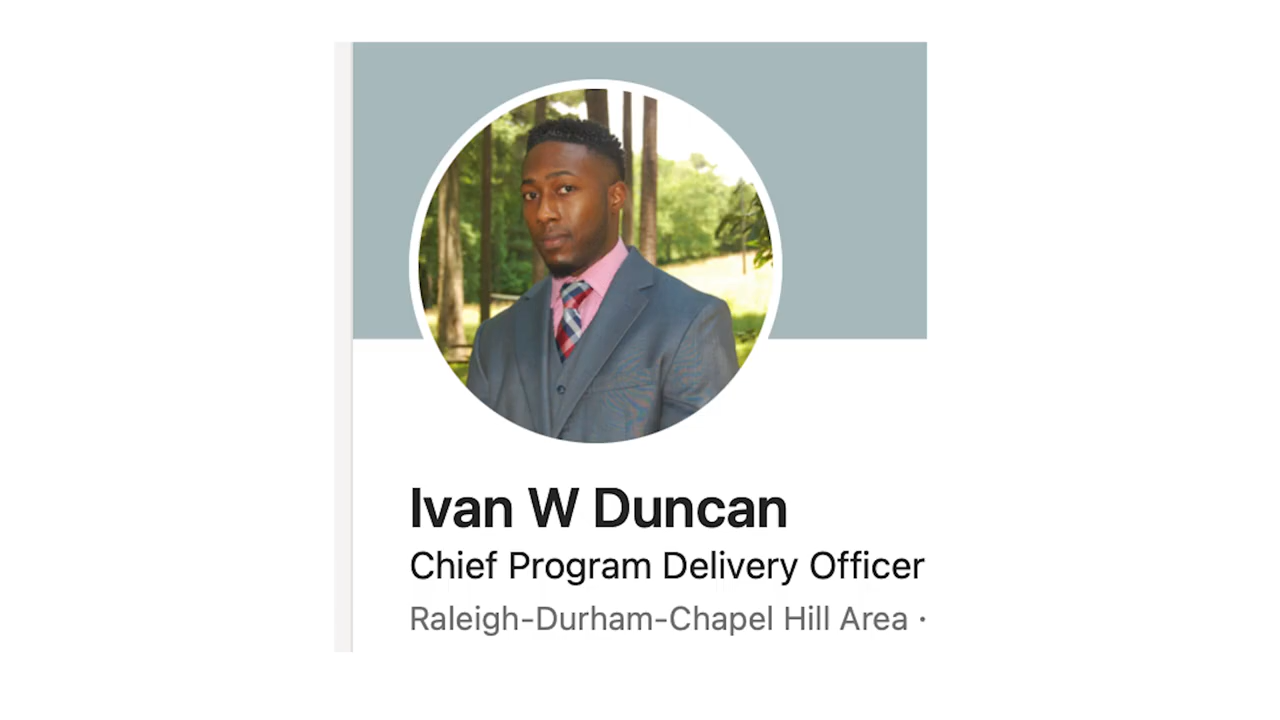 Ivan W Duncan
Chief Program Delivery Officer
Raleigh-Durham-Chapel Hill Area ·